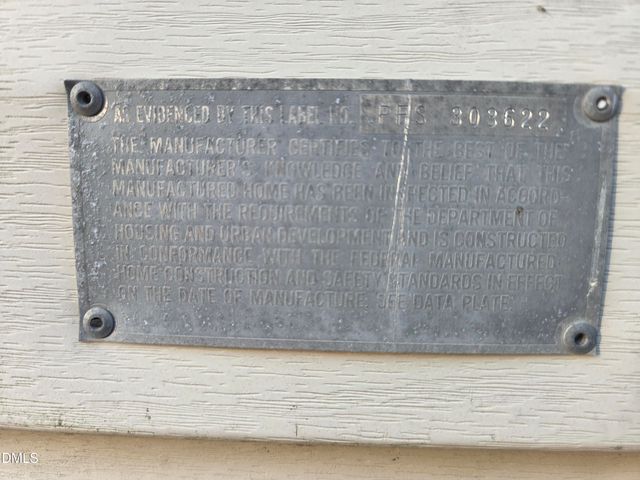 AS EVIDENCED BY THIS LABEL NO. PFS 303622
THE MANUFACTURER CERTIFIES TO THE BEST OF THE
MANUFACTURER'S KNOWLEDGE AND BELIEF THAT THIS
MANUFACTURED HOME HAS BEEN INSPECTED IN ACCORD-
ANCE WITH THE REQUIREMENTS OF THE DEPARTMENT OF
HOUSING AND URBAN DEVELOPMENT AND IS CONSTRUCTED
IN CONFORMANCE WITH THE FEDERAL MANUFACTURED
HOME CONSTRUCTION AND SAFETY STANDARDS IN EFFECT
ON THE DATE OF MANUFACTURE. SEE DATA PLATE
DMLS